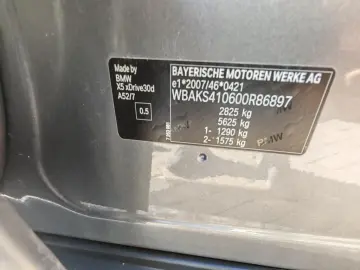 Made by
BMW
X5 xDrive30d
A52/7
0.5
BAYERISCHE MOTOREN WERKE AG
e1*2007/46*0421
WBAKS410600R86897
2825 kg
5625 kg
1- 1290 kg
2- 1575 kg
BMW